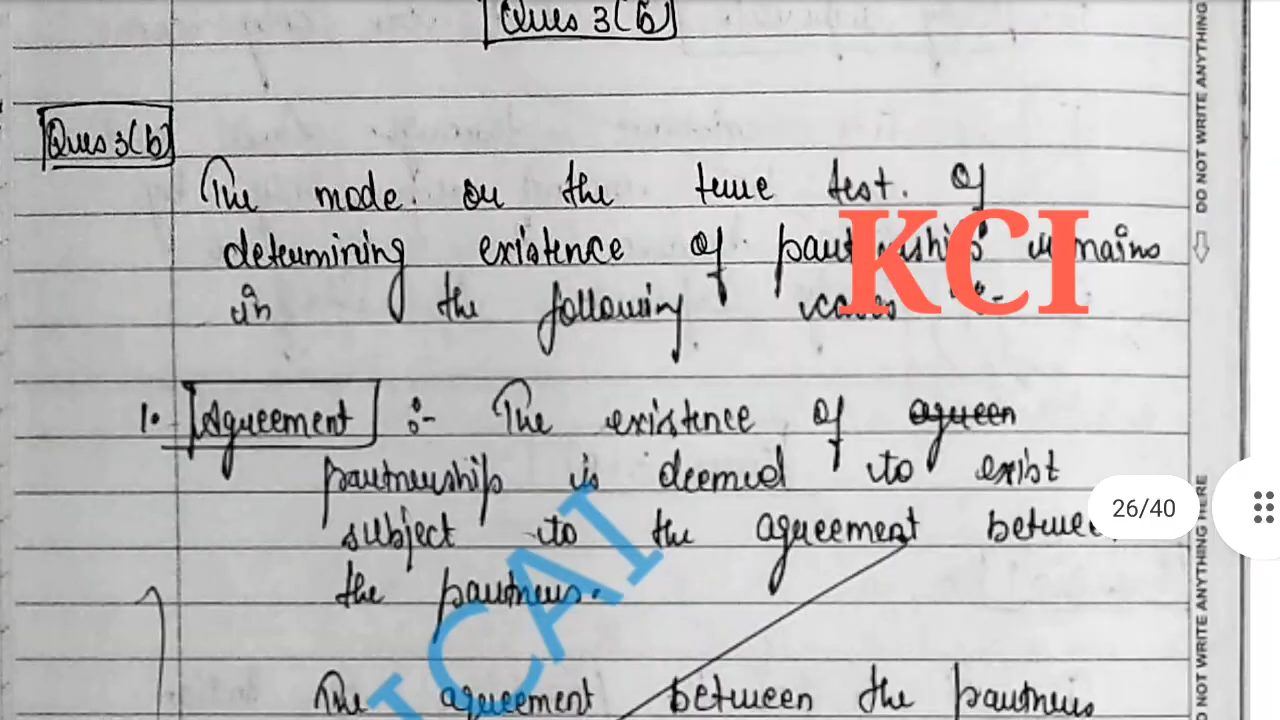 Ques 3(b)
Ques 3(b)
The mode or the true test of
determining existence of partnership remains
in the following cases :-
1. Agreement :- The existence of agreen
partnership is deemed to exist
subject to the agreement between
the partners.
The agreement between the partners
KCI
ICAI
26/40
DO NOT WRITE ANYTHING
DO NOT WRITE ANYTHING HERE